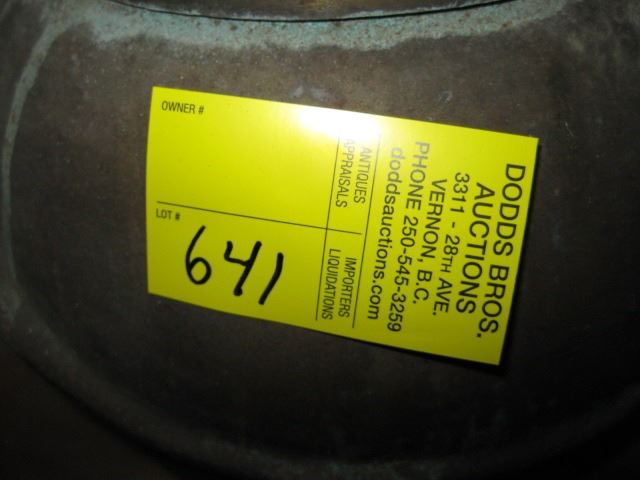 DODDS BROS.
AUCTIONS
3311 - 28TH AVE.
VERNON, B.C.
PHONE 250-545-3259
doddsauctions.com
ANTIQUES
APPRAISALS
IMPORTERS
LIQUIDATIONS
OWNER #
LOT #
641